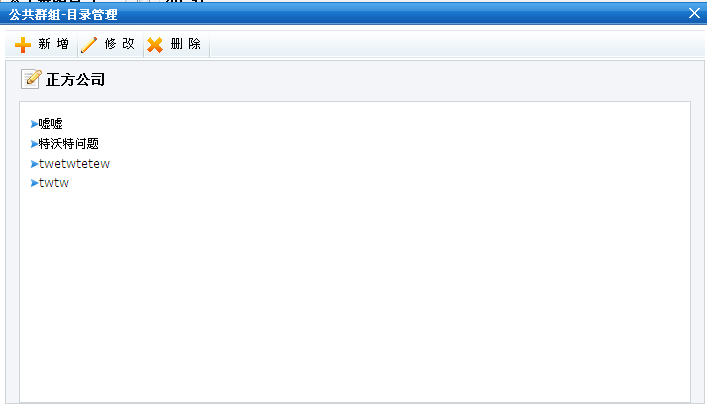 公共群组-目录管理
新 增 修 改 删 除
正方公司
嘘嘘
特沃特问题
twetwtetew
twtw